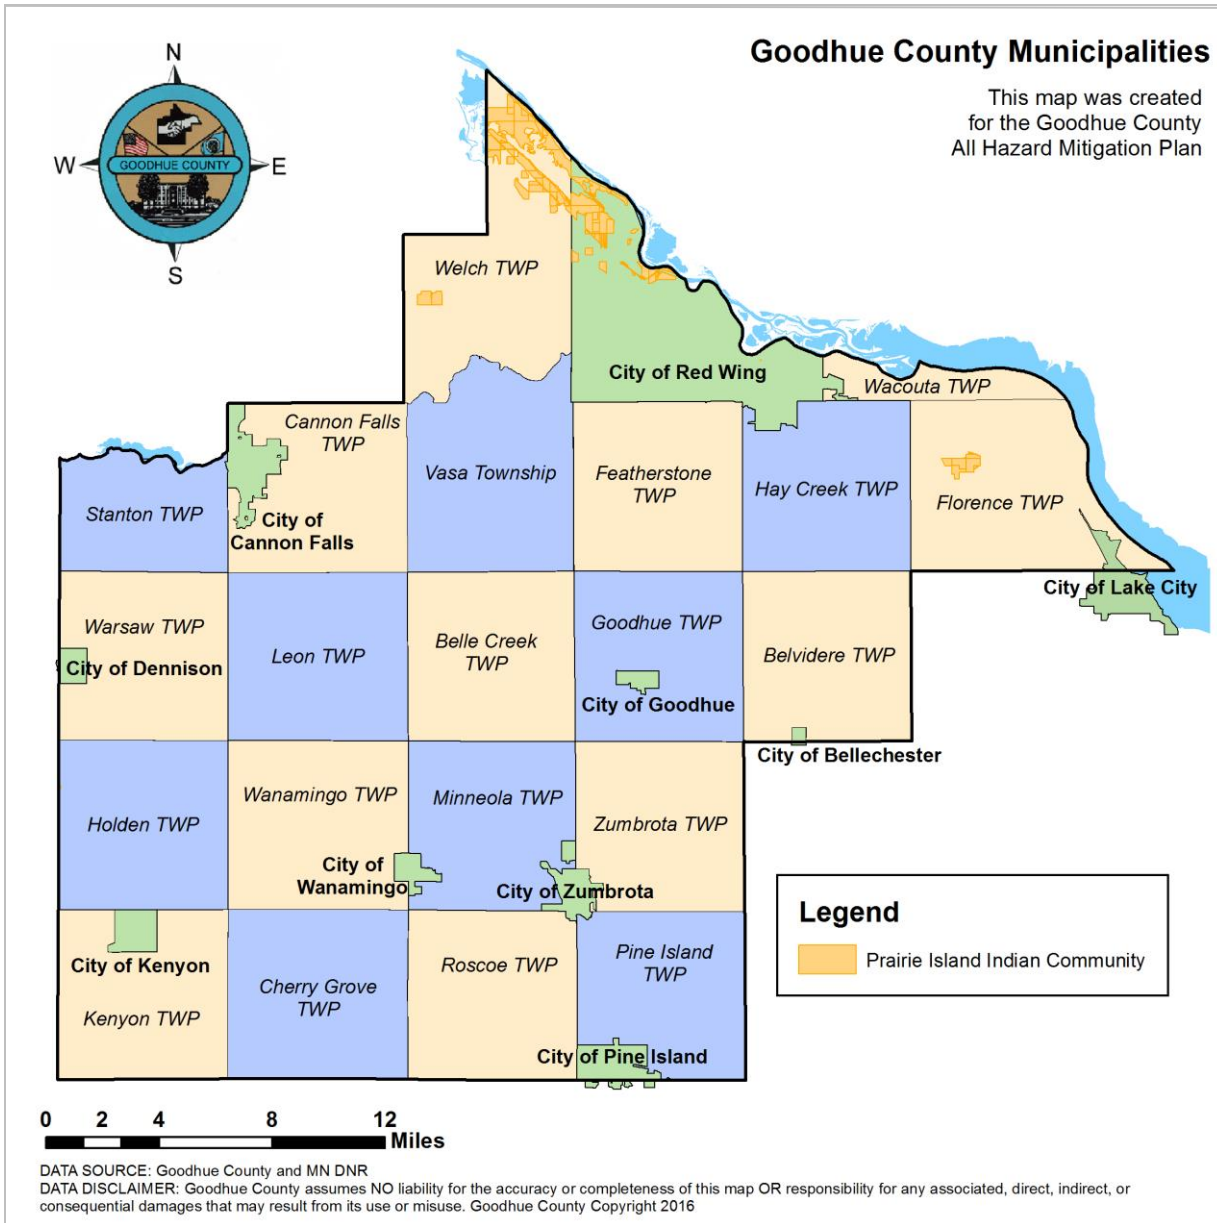 Goodhue County Municipalities
This map was created
for the Goodhue County
All Hazard Mitigation Plan
N
W
E
S
GOODHUE COUNTY
Welch TWP
City of Red Wing
Wacouta TWP
Cannon Falls
TWP
Vasa Township
Featherstone
TWP
Hay Creek TWP
Florence TWP
Stanton TWP
City of
Cannon Falls
City of Lake City
Warsaw TWP
City of Dennison
Leon TWP
Belle Creek
TWP
Goodhue TWP
City of Goodhue
Belvidere TWP
City of Bellechester
Holden TWP
Wanamingo TWP
Minneola TWP
Zumbrota TWP
City of
Wanamingo
City of Zumbrota
City of Kenyon
Kenyon TWP
Cherry Grove
TWP
Roscoe TWP
Pine Island
TWP
City of Pine Island
Legend
Prairie Island Indian Community
0 2 4 8 12
Miles
DATA SOURCE: Goodhue County and MN DNR
DATA DISCLAIMER: Goodhue County assumes NO liability for the accuracy or completeness of this map OR responsibility for any associated, direct, indirect, or
consequential damages that may result from its use or misuse. Goodhue County Copyright 2016